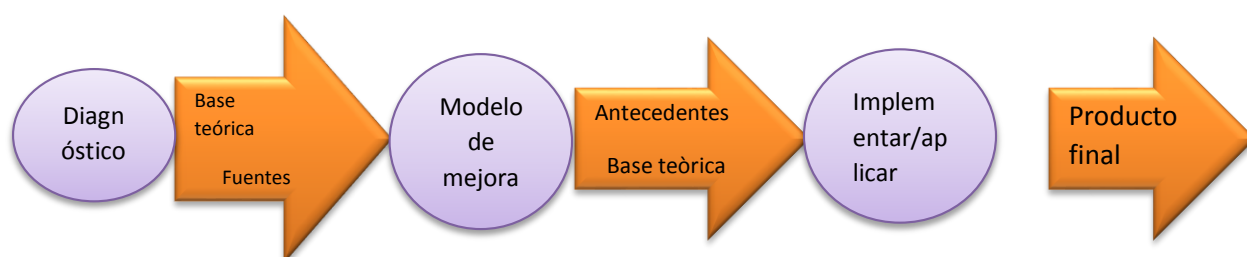 Diagn
óstico
Base
teórica
Fuentes
Modelo
de
mejora
Antecedentes
Base teòrica
Implem
entar/ap
licar
Producto
final